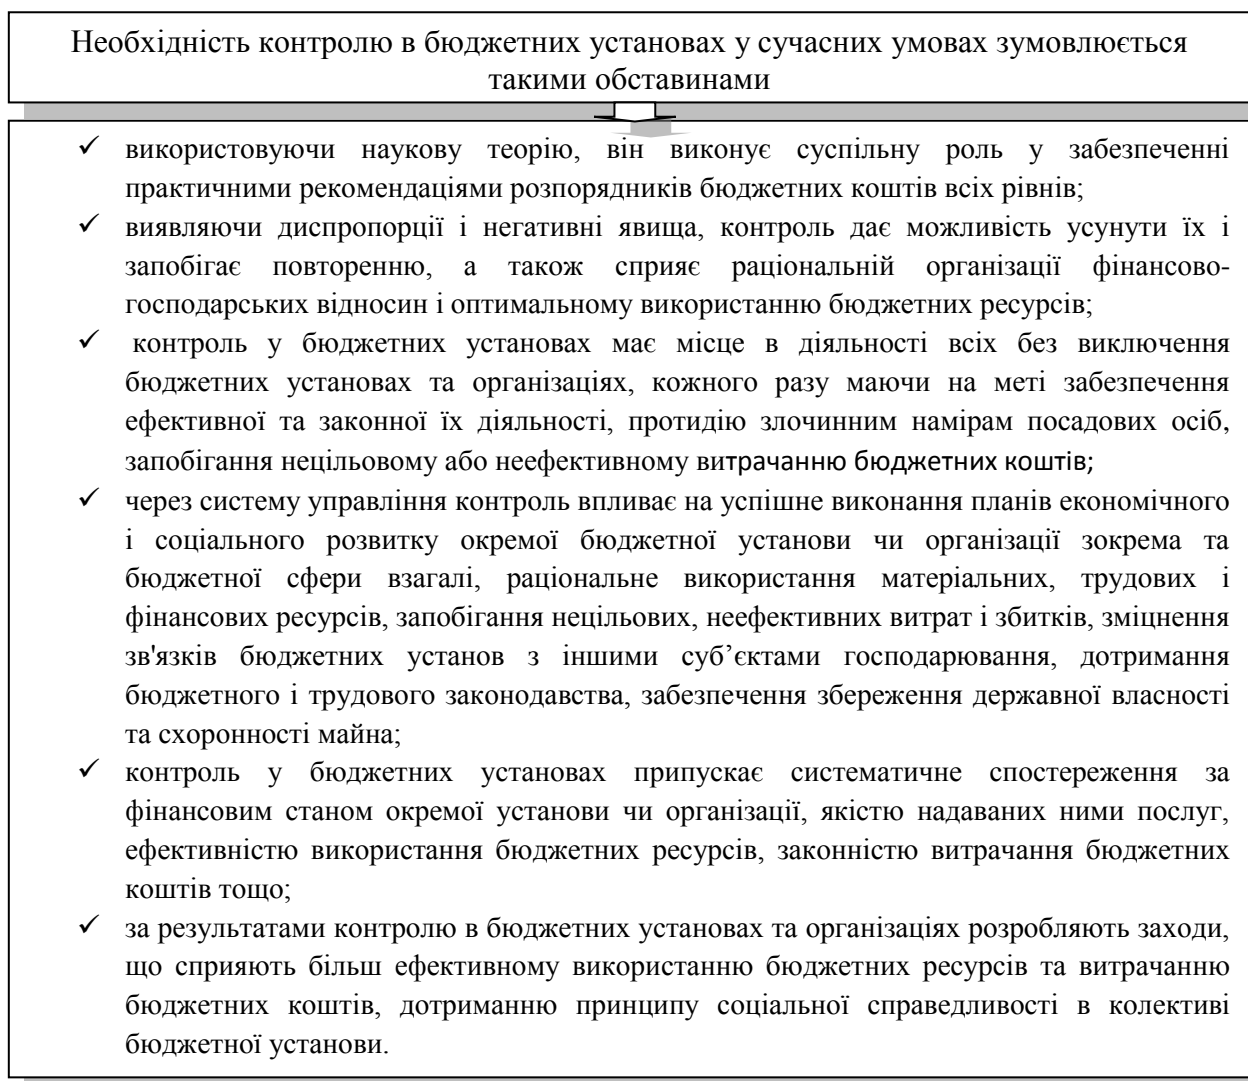 Необхідність контролю в бюджетних установах у сучасних умовах зумовлюється
такими обставинами
✓ використовуючи наукову теорію, він виконує суспільну роль у забезпеченні
практичними рекомендаціями розпорядників бюджетних коштів всіх рівнів;
✓ виявляючи диспропорції і негативні явища, контроль дає можливість усунути їх і
запобігає повторенню, а також сприяє раціональній організації фінансово-
господарських відносин і оптимальному використанню бюджетних ресурсів;
✓ контроль у бюджетних установах має місце в діяльності всіх без виключення
бюджетних установах та організаціях, кожного разу маючи на меті забезпечення
ефективної та законної їх діяльності, протидію злочинним намірам посадових осіб,
запобігання нецільовому або неефективному витрачанню бюджетних коштів;
✓ через систему управління контроль впливає на успішне виконання планів економічного
і соціального розвитку окремої бюджетної установи чи організації зокрема та
бюджетної сфери взагалі, раціональне використання матеріальних, трудових і
фінансових ресурсів, запобігання нецільових, неефективних витрат і збитків, зміцнення
зв'язків бюджетних установ з іншими суб’єктами господарювання, дотримання
бюджетного і трудового законодавства, забезпечення збереження державної власності
та схоронності майна;
✓ контроль у бюджетних установах припускає систематичне спостереження за
фінансовим станом окремої установи чи організації, якістю надаваних ними послуг,
ефективністю використання бюджетних ресурсів, законністю витрачання бюджетних
коштів тощо;
✓ за результатами контролю в бюджетних установах та організаціях розробляють заходи,
що сприяють більш ефективному використанню бюджетних ресурсів та витрачанню
бюджетних коштів, дотриманню принципу соціальної справедливості в колективі
бюджетної установи.